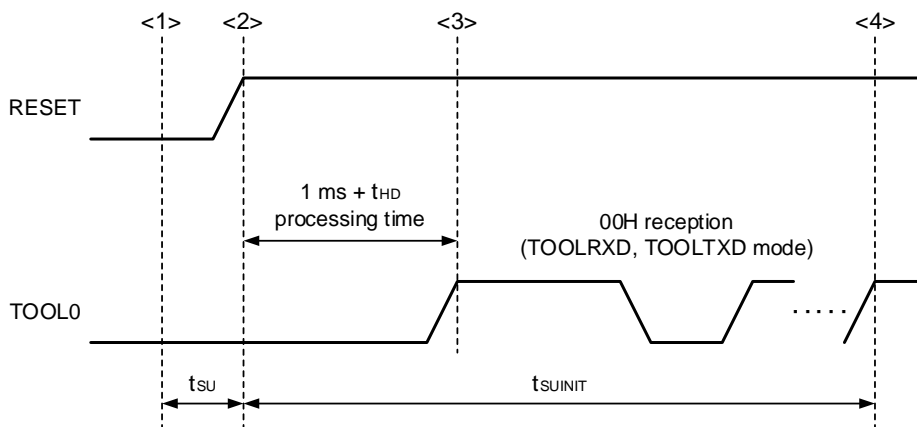 <1>
<2>
<3>
<4>
RESET
1 ms + tHD
processing time
00H reception
(TOOLRXD, TOOLTXD mode)
TOOL0
tSU
tSUINIT